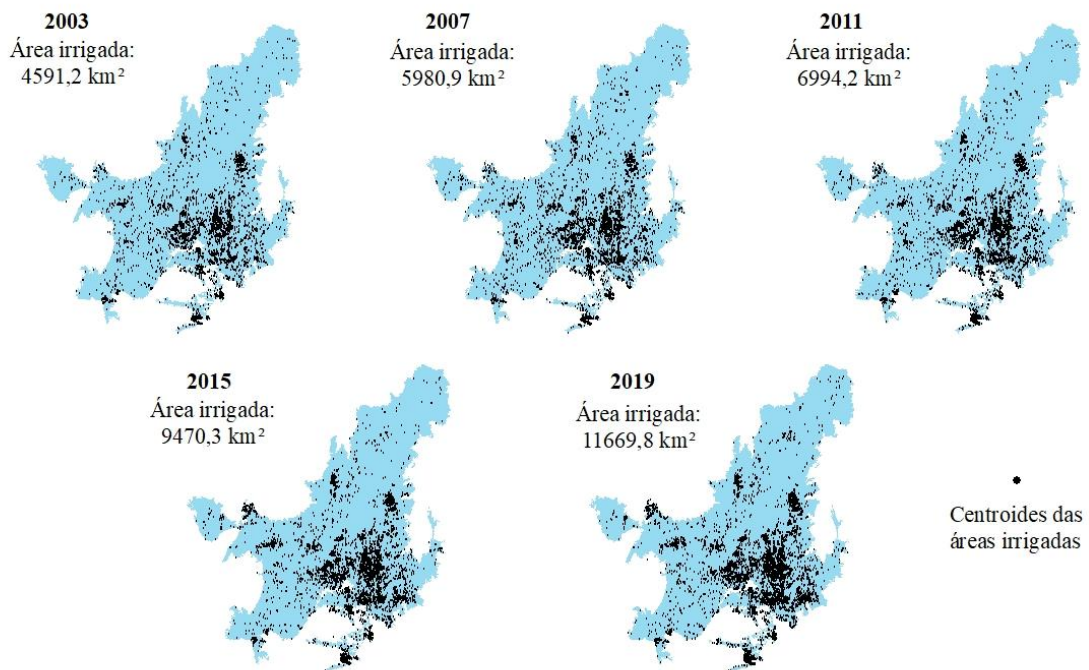 2003
Área irrigada:
4591,2 km²
2007
Área irrigada:
5980,9 km²
2011
Área irrigada:
6994,2 km²
2015
Área irrigada:
9470,3 km²
2019
Área irrigada:
11669,8 km²
Centroides das
áreas irrigadas